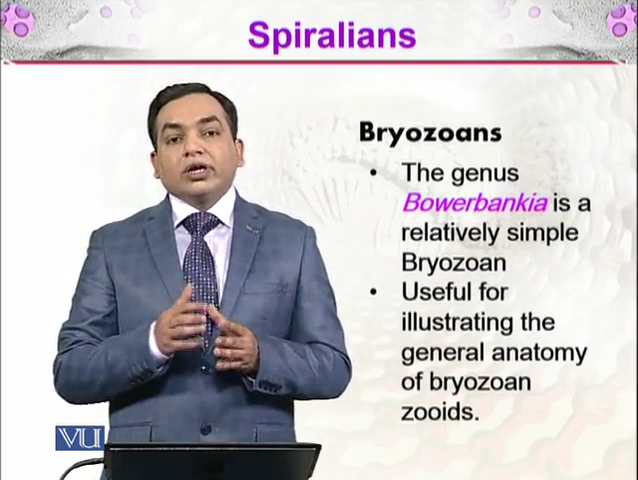 Spiralians
Bryozoans
• The genus
Bowerbankia is a
relatively simple
Bryozoan
• Useful for
illustrating the
general anatomy
of bryozoan
zooids.
VU